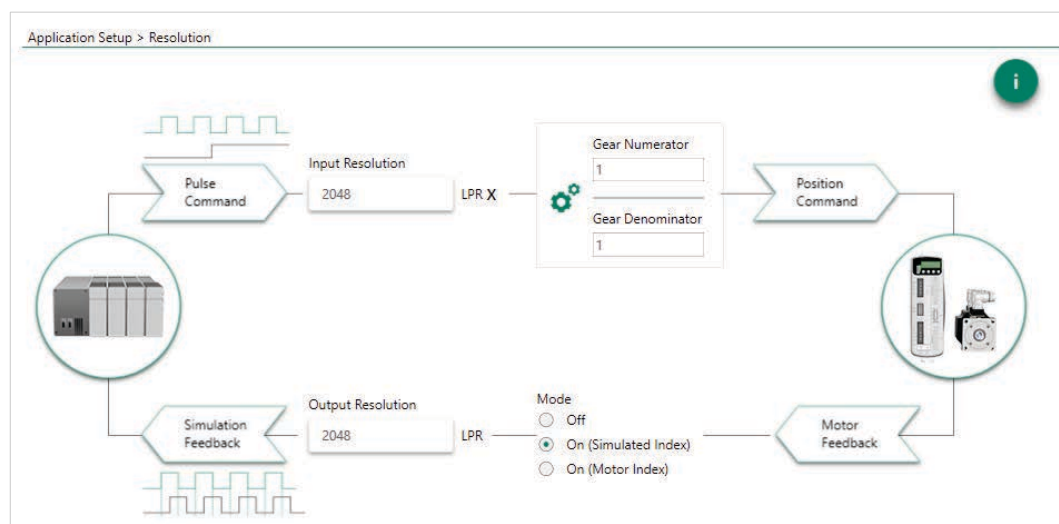 Application Setup > Resolution
i
Pulse
Command
Input Resolution
2048
LPR X
Gear Numerator
1
Gear Denominator
1
Position
Command
Simulation
Feedback
Output Resolution
2048
LPR
Mode
Off
On (Simulated Index)
On (Motor Index)
Motor
Feedback